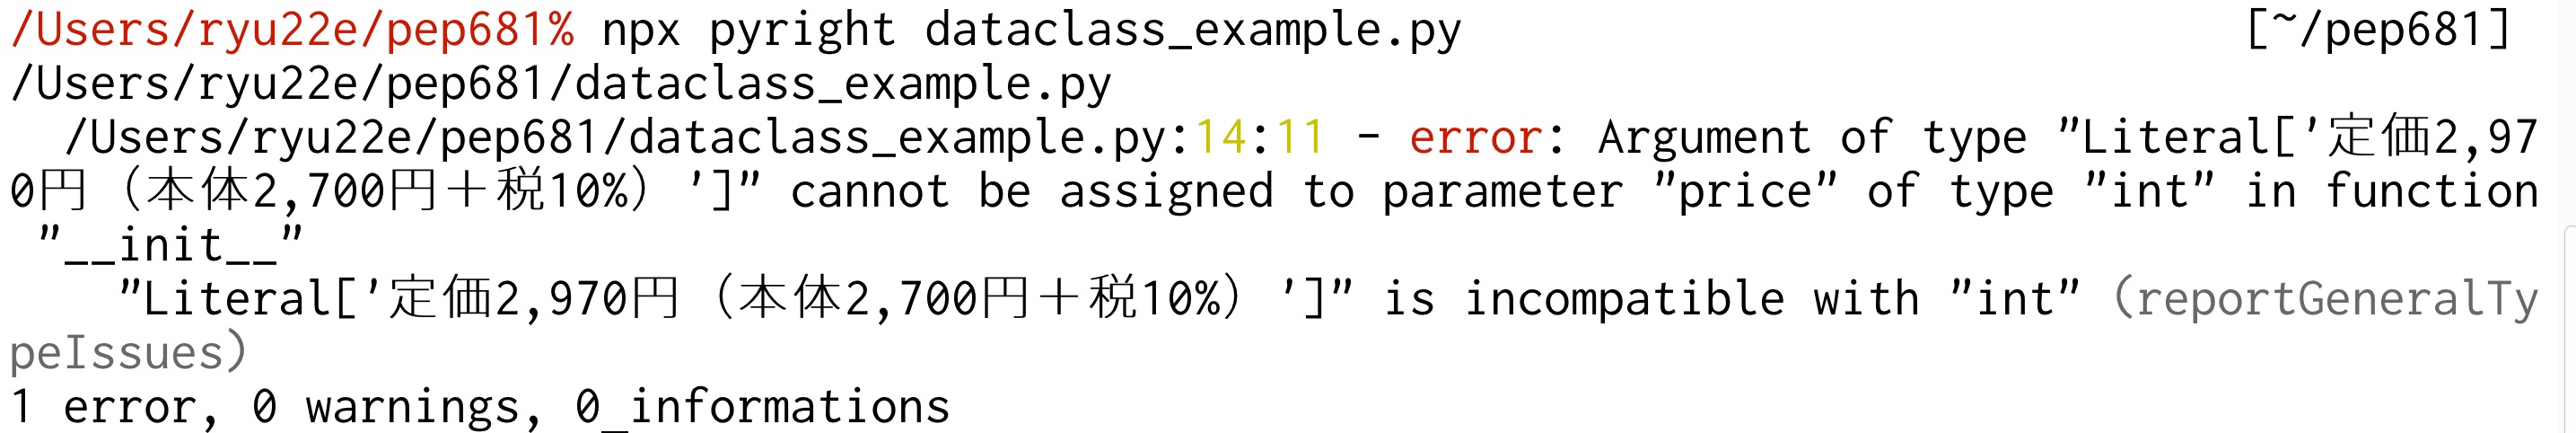 /Users/ryu22e/pep681% npx pyright dataclass_example.py [~/pep681]
/Users/ryu22e/pep681/dataclass_example.py
  /Users/ryu22e/pep681/dataclass_example.py:14:11 - error: Argument of type "Literal['定価2,97
0円（本体2,700円＋税10%）']" cannot be assigned to parameter "price" of type "int" in function
 "__init__"
    "Literal['定価2,970円（本体2,700円＋税10%）']" is incompatible with "int" (reportGeneralTy
peIssues)
1 error, 0 warnings, 0 informations